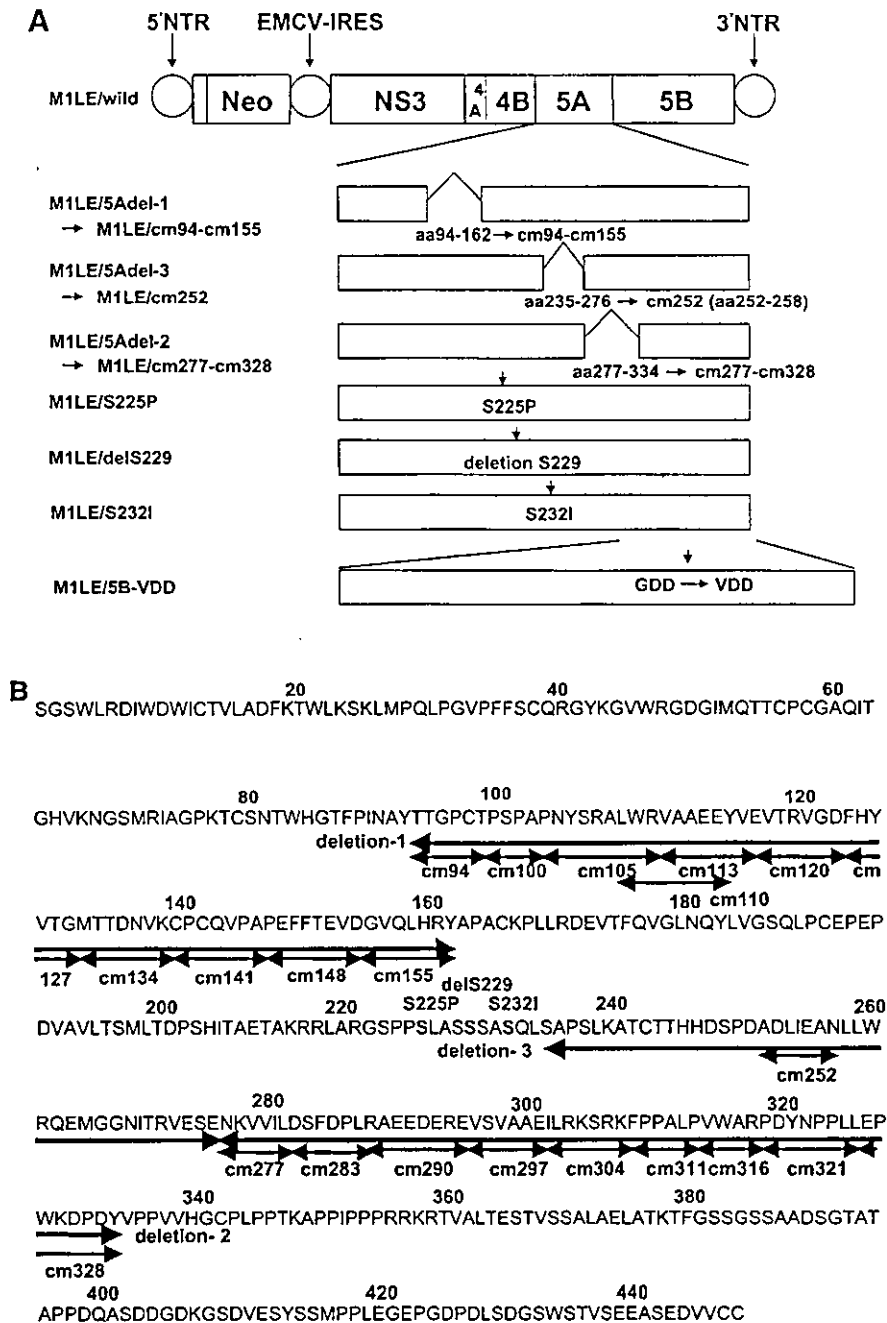 A
5'NTR EMCV-IRES 3'NTR
M1LE/wild Neo NS3 4A 4B 5A 5B
M1LE/5Adel-1
→ M1LE/cm94-cm155
aa94-162 → cm94-cm155
M1LE/5Adel-3
→ M1LE/cm252
aa235-276 → cm252 (aa252-258)
M1LE/5Adel-2
→ M1LE/cm277-cm328
aa277-334 → cm277-cm328
M1LE/S225P S225P
M1LE/delS229 deletion S229
M1LE/S232I S232I
M1LE/5B-VDD GDD → VDD
B
20 40 60
SGSWLRDIWDWICTVLADFKTWLKSKLMPQLPGVPFFSCQRGYKGVWRGDGIMQTTCPCGAQIT
80 100 120
GHVKNGSMRIAGPKTCSNTWHGTFPINAYTTGPCTPSPAPNYSRALWRVAAEEYVEVTRVGDFHY
deletion-1
cm94 cm100 cm105 cm113 cm120 cm
cm110
140 160 180
VTGMTTDNVKCPCQVPAPEFFTEVDGVQLHRYAPACKPLLRDEVTFQVGLNQYLVGSQLPCEPEP
127 cm134 cm141 cm148 cm155 delS229
200 220 S225P S232I 240 260
DVAVLTSMLTDPSHITAETAKRRLARGSPPSLASSSASQLSAPSLKATCTTHHDSPDADLIEANLLW
deletion- 3
cm252
280 300 320
RQEMGGNITRVESENKVVILDSFDPLRAEEDEREVSVAAEILRKSRKFPPALPVWARPDYNPPLLEP
cm277 cm283 cm290 cm297 cm304 cm311 cm316 cm321
340 360 380
WKDPDYVPPVVHGCPLPPTKAPPIPPPRRKRTVALTESTVSSALAELATKTFGSSGSSAADSGTAT
deletion- 2
cm328
400 420 440
APPDQASDDGDKGSDVESYSSMPPLEGEPGDPDLSDGSWSTVSEEASEDVVCC